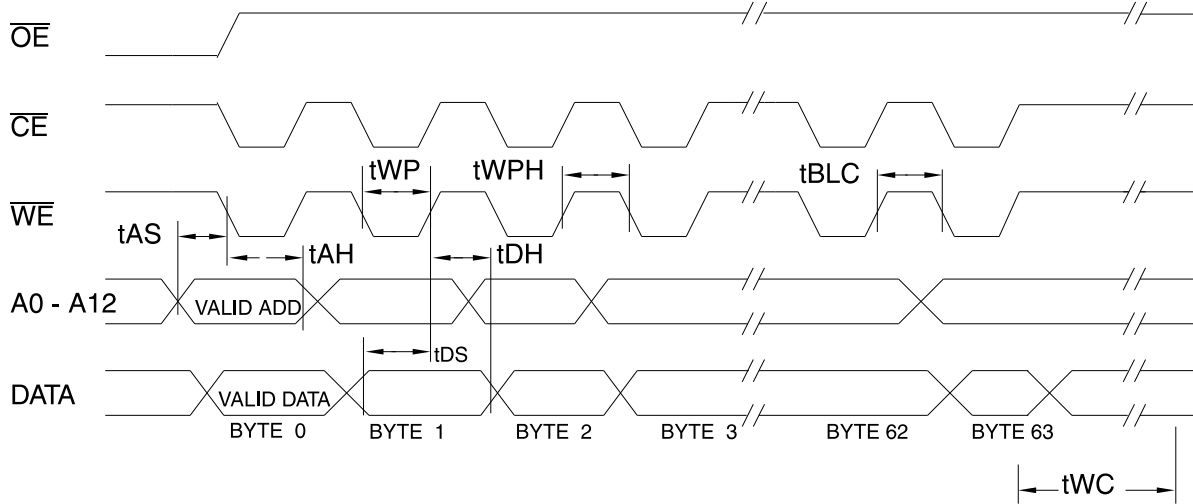 OE
CE
tWP tWPH tBLC
WE
tAS tAH tDH
A0 - A12 VALID ADD
tDS
DATA VALID DATA
BYTE 0 BYTE 1 BYTE 2 BYTE 3 BYTE 62 BYTE 63
tWC